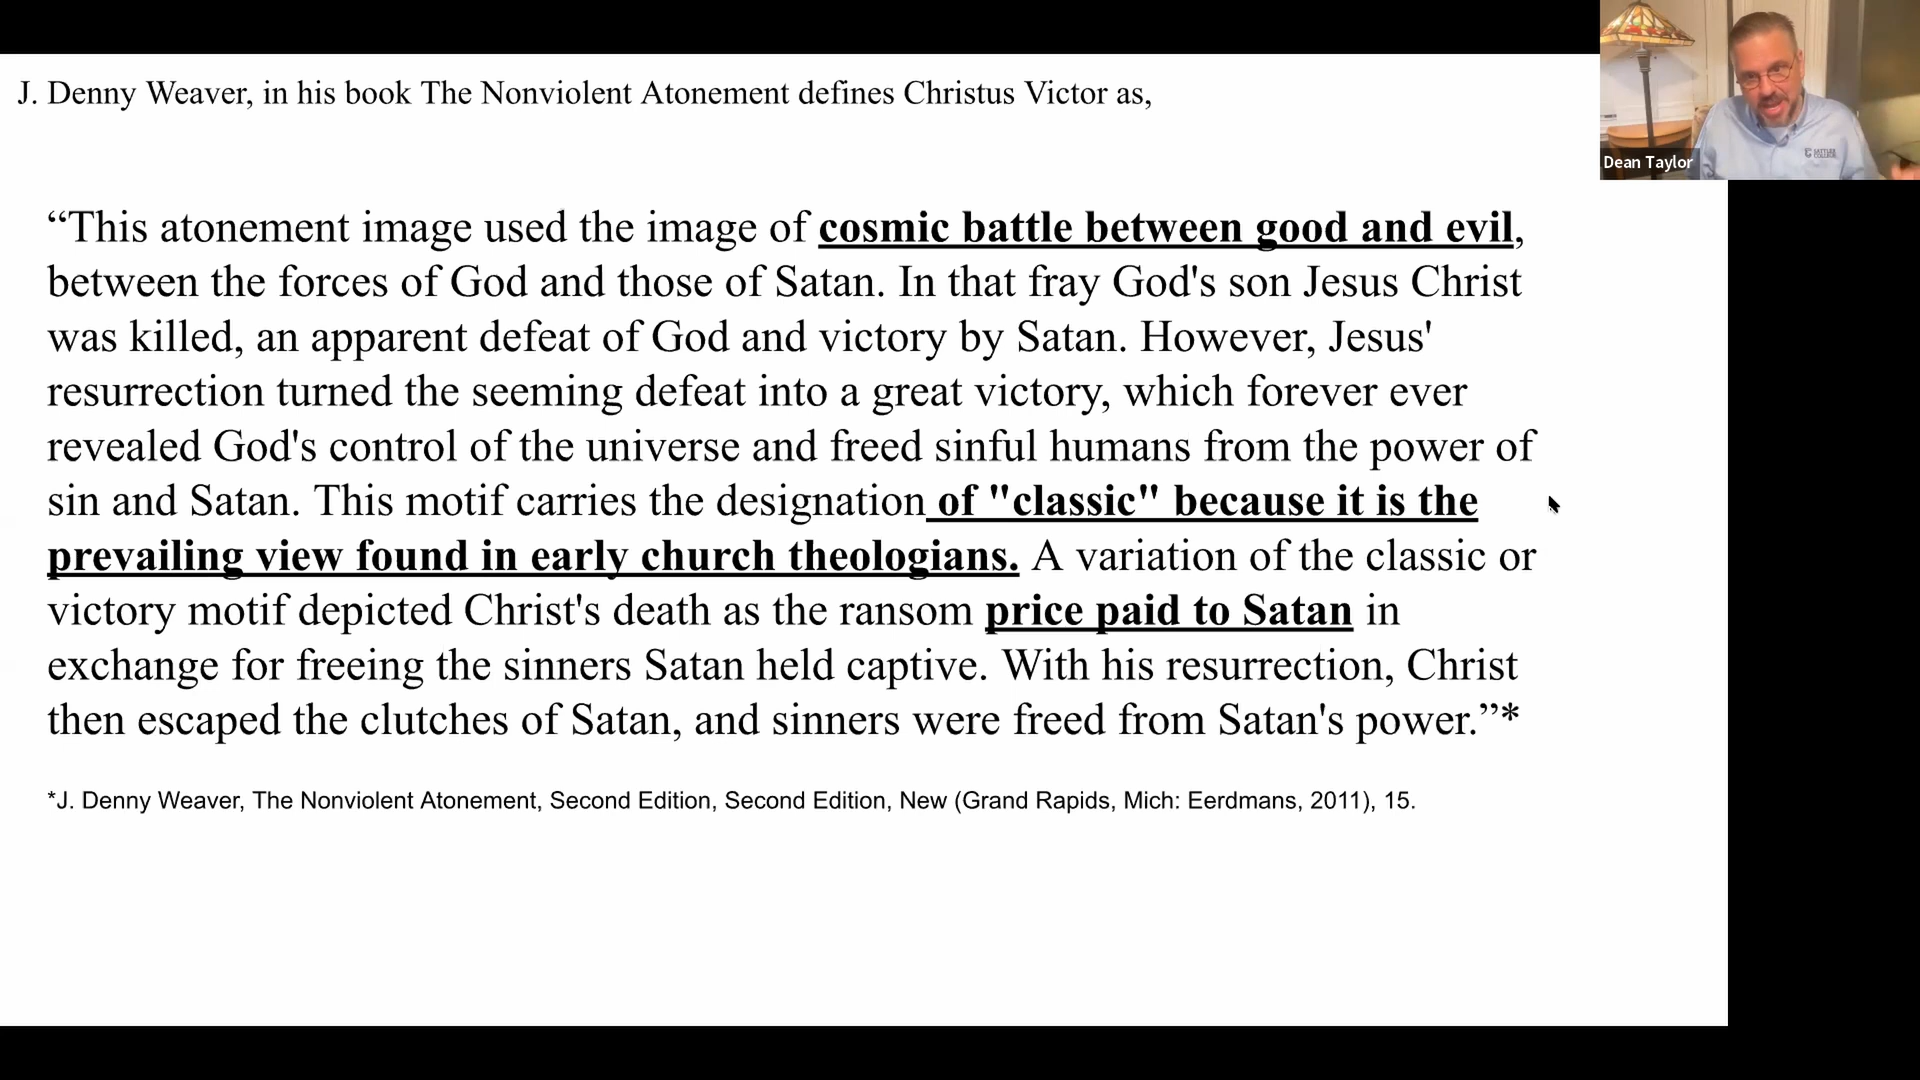 J. Denny Weaver, in his book The Nonviolent Atonement defines Christus Victor as,
“This atonement image used the image of cosmic battle between good and evil,
between the forces of God and those of Satan. In that fray God's son Jesus Christ
was killed, an apparent defeat of God and victory by Satan. However, Jesus'
resurrection turned the seeming defeat into a great victory, which forever ever
revealed God's control of the universe and freed sinful humans from the power of
sin and Satan. This motif carries the designation of "classic" because it is the
prevailing view found in early church theologians. A variation of the classic or
victory motif depicted Christ's death as the ransom price paid to Satan in
exchange for freeing the sinners Satan held captive. With his resurrection, Christ
then escaped the clutches of Satan, and sinners were freed from Satan's power.”*
*J. Denny Weaver, The Nonviolent Atonement, Second Edition, Second Edition, New (Grand Rapids, Mich: Eerdmans, 2011), 15.
Dean Taylor
SATTLER
COLLEGE